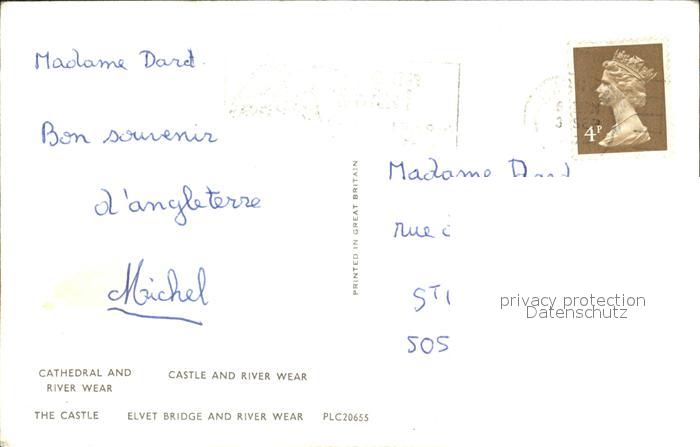 Madame Dard.
Bon souvenir
d'angleterre
Michel
CATHEDRAL AND
RIVER WEAR
CASTLE AND RIVER WEAR
THE CASTLE
ELVET BRIDGE AND RIVER WEAR
PLC20655
PRINTED IN GREAT BRITAIN
4P
Madame
rue
ST
505
privacy protection
Datenschutz